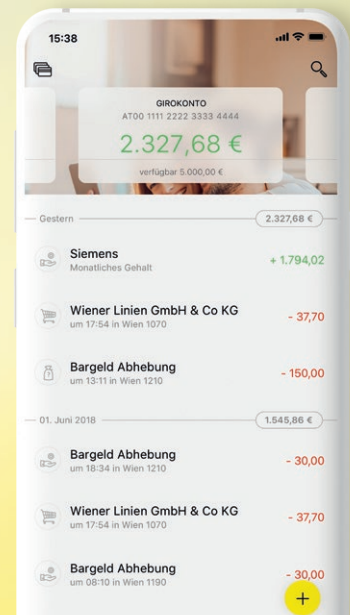 15:38
GIROKONTO
AT00 1111 2222 3333 4444
2.327,68 €
verfügbar 5.000,00 €
Gestern 2.327,68 €
Siemens
Monatliches Gehalt
+ 1.794,02
Wiener Linien GmbH & Co KG
um 17:54 in Wien 1070
- 37,70
Bargeld Abhebung
um 13:11 in Wien 1210
- 150,00
01. Juni 2018 1.545,86 €
Bargeld Abhebung
um 18:34 in Wien 1210
- 30,00
Wiener Linien GmbH & Co KG
um 17:54 in Wien 1070
- 37,70
Bargeld Abhebung
um 08:10 in Wien 1190
- 30,00
+